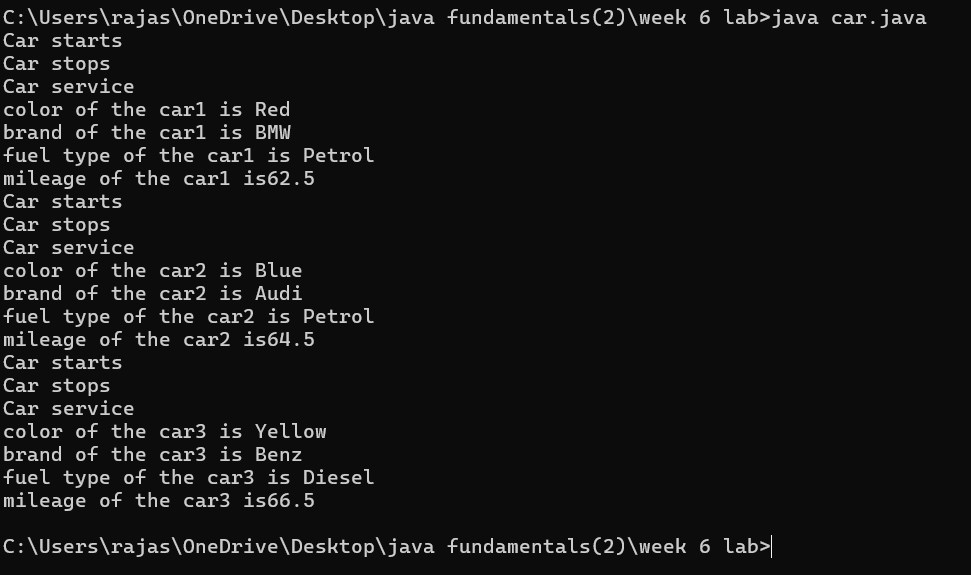 C:\Users\rajas\OneDrive\Desktop\java fundamentals(2)\week 6 lab>java car.java
Car starts
Car stops
Car service
color of the car1 is Red
brand of the car1 is BMW
fuel type of the car1 is Petrol
mileage of the car1 is62.5
Car starts
Car stops
Car service
color of the car2 is Blue
brand of the car2 is Audi
fuel type of the car2 is Petrol
mileage of the car2 is64.5
Car starts
Car stops
Car service
color of the car3 is Yellow
brand of the car3 is Benz
fuel type of the car3 is Diesel
mileage of the car3 is66.5
C:\Users\rajas\OneDrive\Desktop\java fundamentals(2)\week 6 lab>